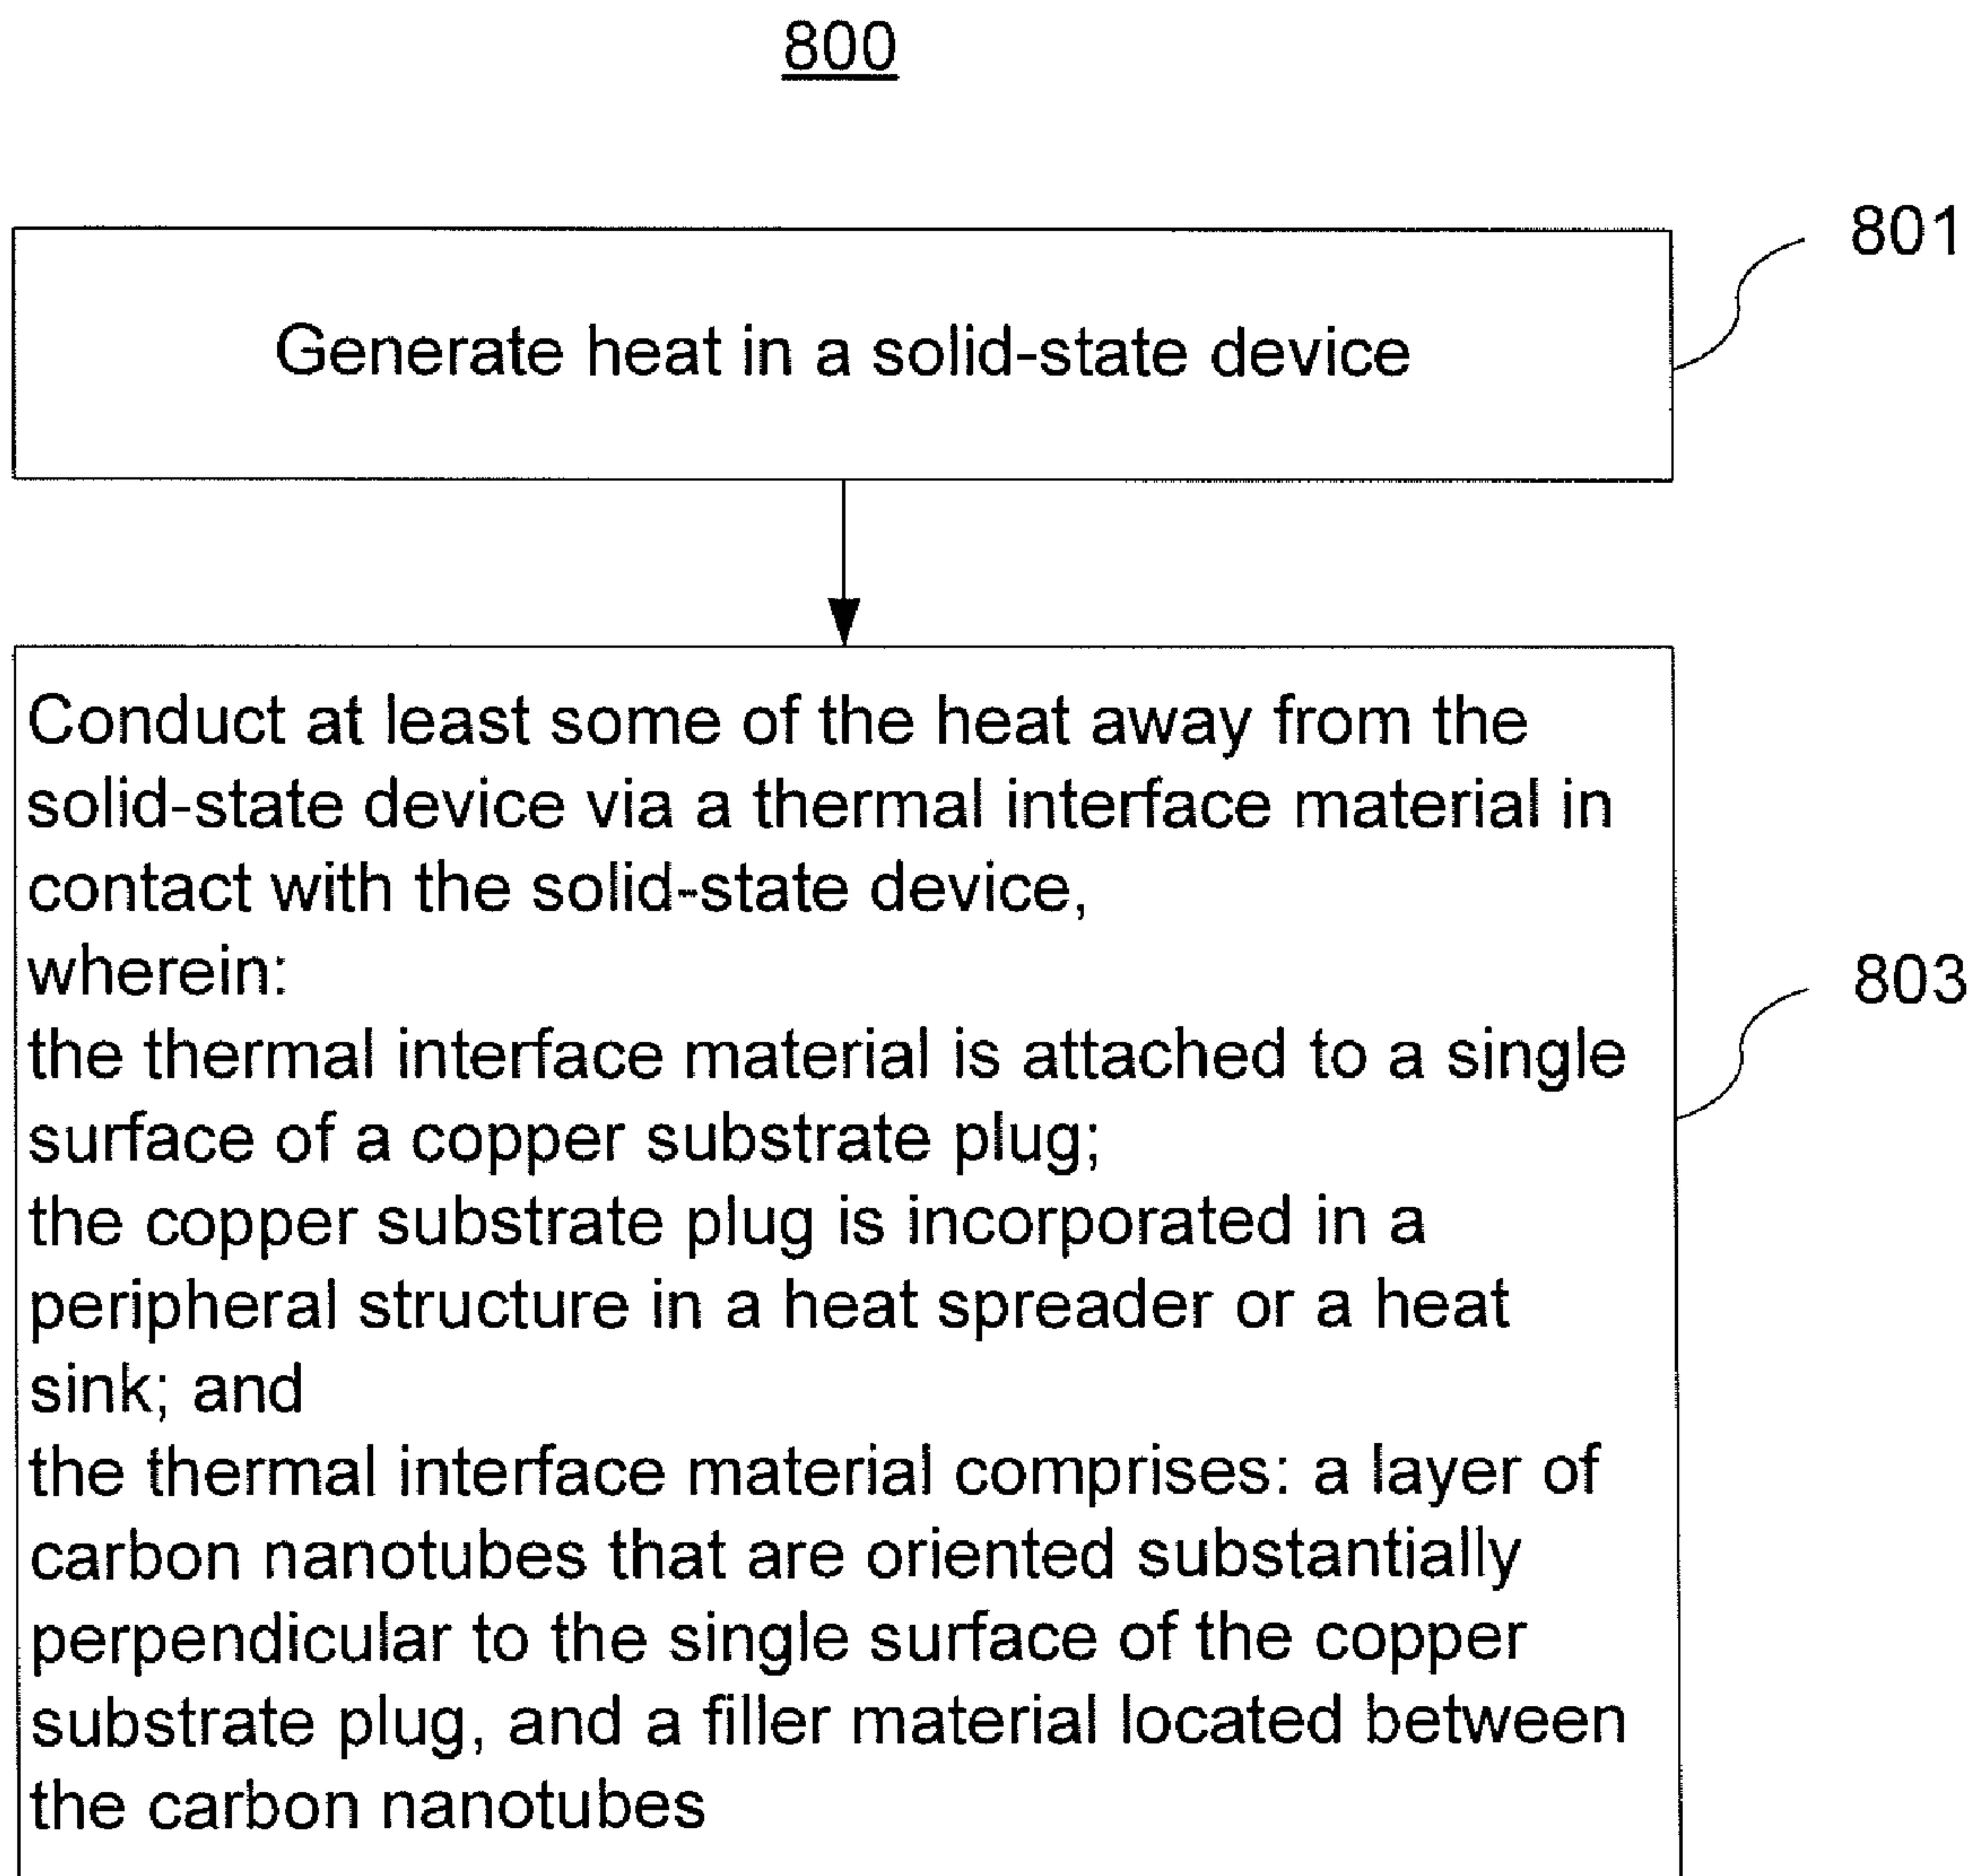 800
801
Generate heat in a solid-state device
Conduct at least some of the heat away from the
solid-state device via a thermal interface material in
contact with the solid-state device,
wherein:
803
the thermal interface material is attached to a single
surface of a copper substrate plug;
the copper substrate plug is incorporated in a
peripheral structure in a heat spreader or a heat
sink; and
the thermal interface material comprises: a layer of
carbon nanotubes that are oriented substantially
perpendicular to the single surface of the copper
substrate plug, and a filler material located between
the carbon nanotubes